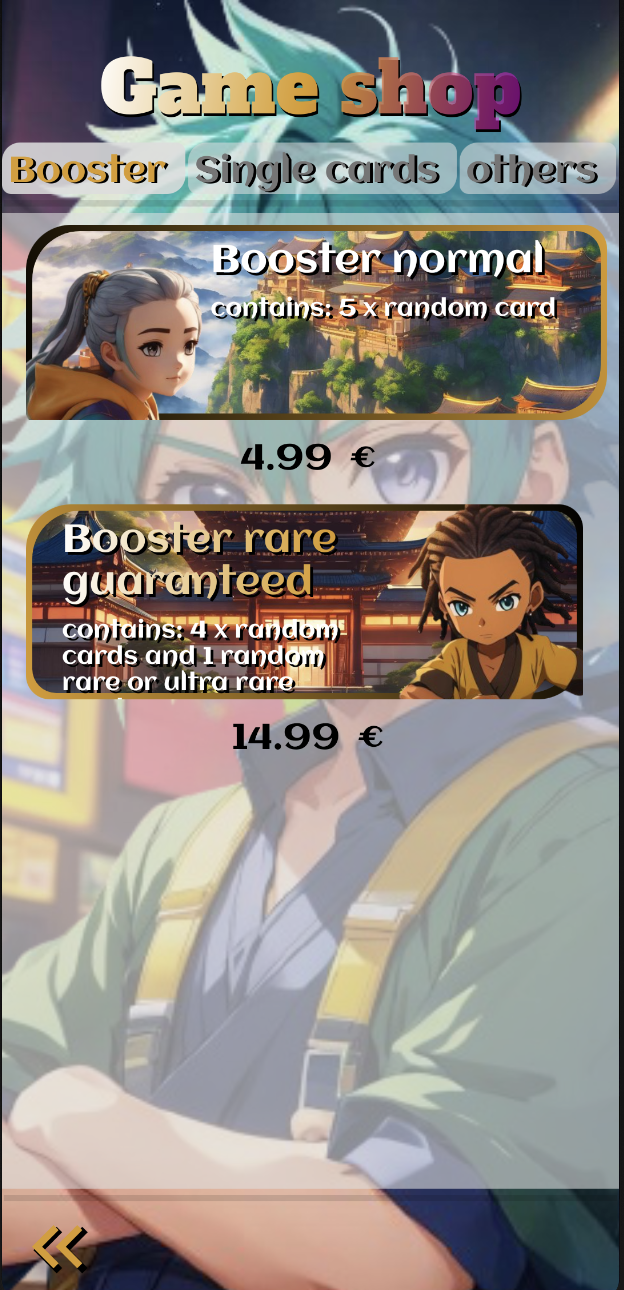 Game shop
Booster Single cards others
Booster normal
contains: 5 x random card
4.99 €
Booster rare
guaranteed
contains: 4 x random
cards and 1 random
rare or ultra rare
14.99 €